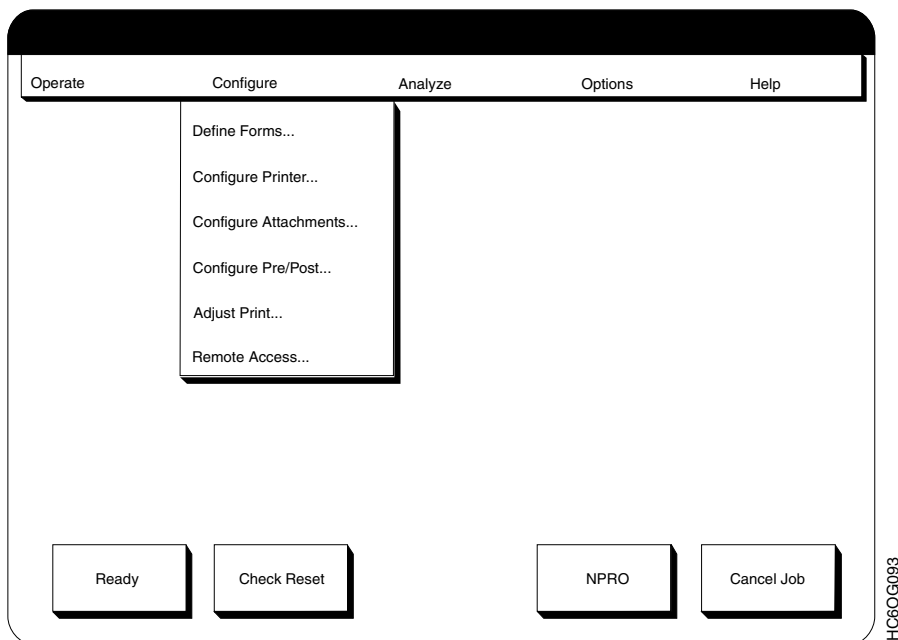 Operate Configure Analyze Options Help
Define Forms...
Configure Printer...
Configure Attachments...
Configure Pre/Post...
Adjust Print...
Remote Access...
Ready Check Reset NPRO Cancel Job
HC6OG093